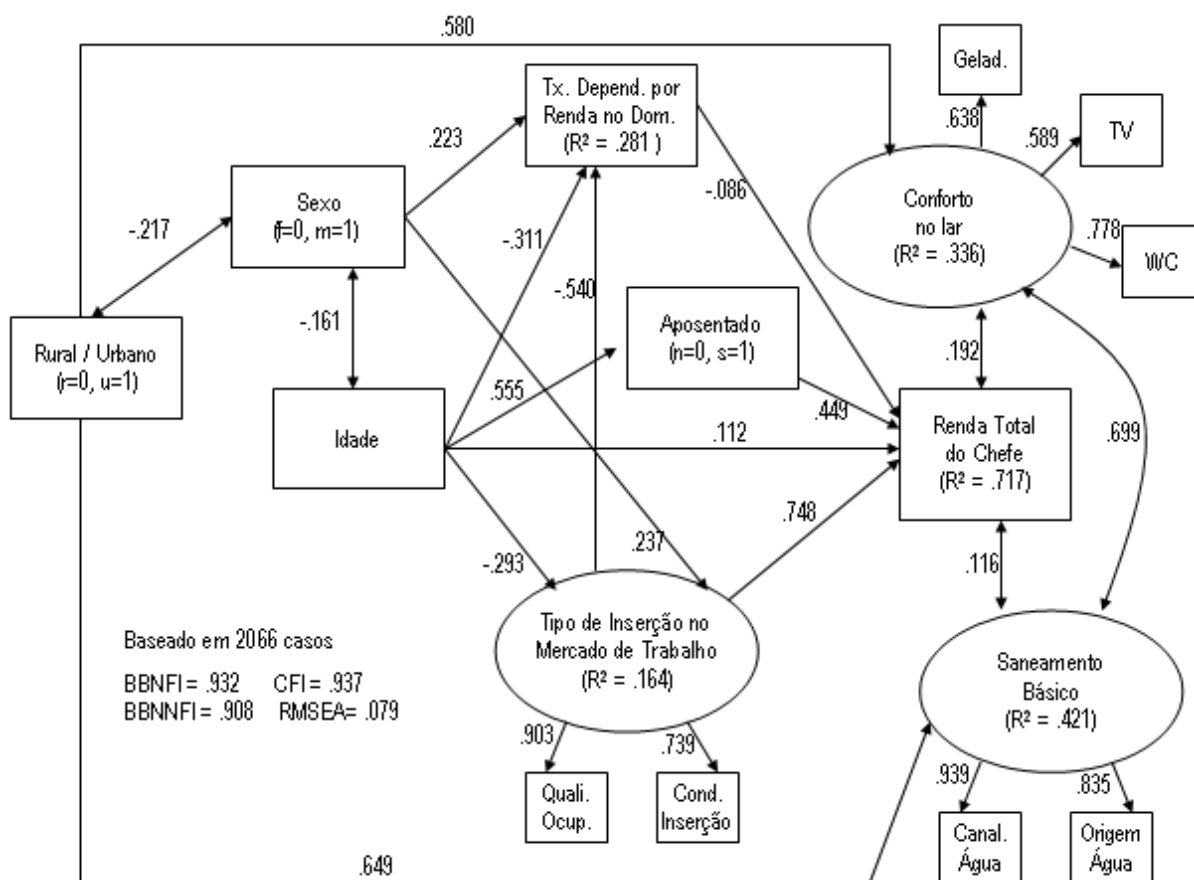 .580
Gelad.
.638
TV
.589
Tx. Depend. por
Renda no Dom.
(R² = .281 )
.223
-.086
Conforto
no lar
(R² = .336)
.778
WC
Sexo
(f=0, m=1)
-.217
-.311
-.540
-.161
Aposentado
(n=0, s=1)
.192
Rural / Urbano
(r=0, u=1)
.555
.449
Idade
.112
Renda Total
do Chefe
(R² = .717)
.699
.748
-.293
.237
.116
Tipo de Inserção no
Mercado de Trabalho
(R² = .164)
Baseado em 2066 casos
BBNFI = .932 CFI = .937
BBNNFI = .908 RMSEA= .079
Saneamento
Básico
(R² = .421)
.903
.739
.939
.835
Quali.
Ocup.
Cond.
Inserção
Canal.
Água
Origem
Água
.649